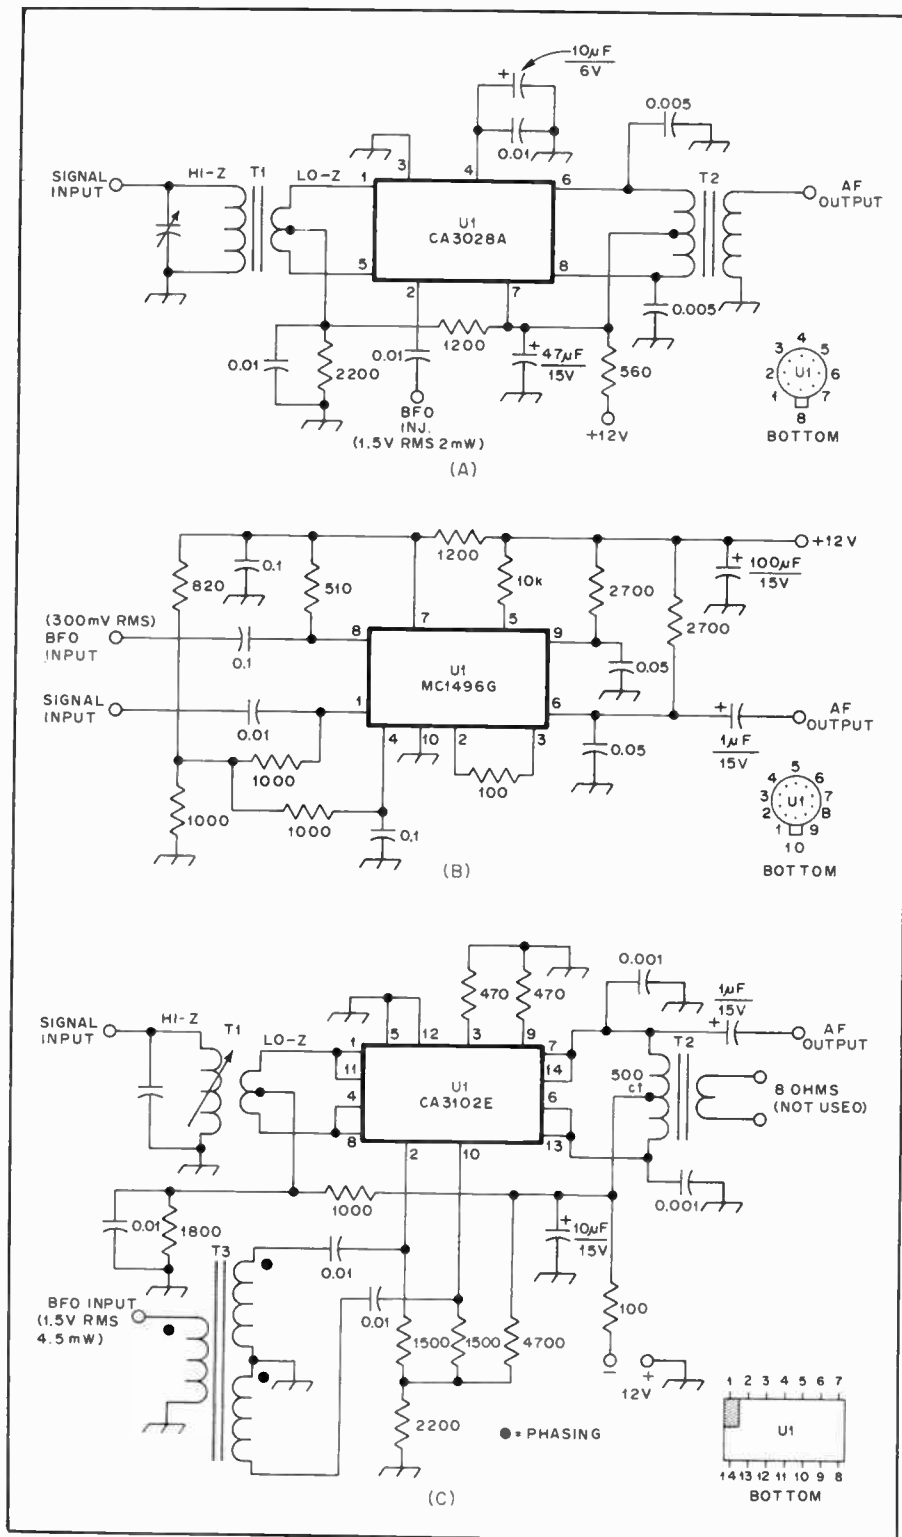 10µF
6V
+
0.005
0.01
SIGNAL INPUT
HI-Z
T1
LO-Z
1
3
4
6
T2
AF OUTPUT
U1
CA3028A
5
2
7
8
0.005
0.01
2200
0.01
1200
+
47µF
15V
560
BFO
INJ.
(1.5V RMS 2mW)
+12V
3 4 5
2 U1 6
1 7
8
BOTTOM
(A)
+12V
1200
0.1
820
510
10k
2700
+
100µF
15V
2700
(300mV RMS)
BFO
INPUT
0.1
8
7
5
9
U1
MC1496G
0.05
SIGNAL
INPUT
0.01
1
4
10
2
3
6
+
1µF
15V
AF
OUTPUT
0.05
1000
100
1000
1000
0.1
4 5 6
3 U1 7
2 8
1 9
10
BOTTOM
(B)
470
470
0.001
1µF
15V
+
SIGNAL
INPUT
HI-Z
T1
LO-Z
5
12
3
9
1
11
4
8
7
14
6
13
2
10
U1
CA3102E
AF
OUTPUT
T2
500
ct
8 OHMS
(NOT USED)
0.001
0.01
1800
1000
+
10µF
15V
T3
0.01
0.01
BFO INPUT
(1.5V RMS
4.5mW)
1500
1500
4700
100
−
+
12V
2200
● = PHASING
1 2 3 4 5 6 7
U1
14 13 12 11 10 9 8
BOTTOM
(C)